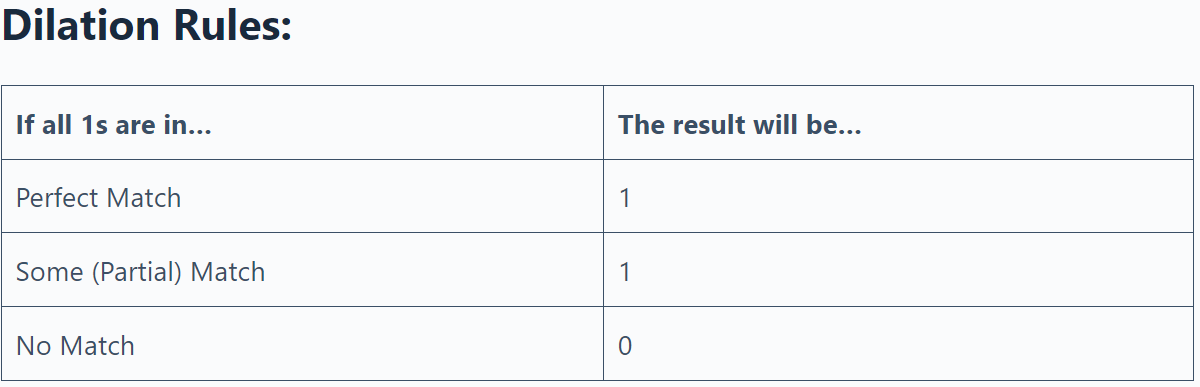 Dilation Rules:
If all 1s are in...
The result will be...
Perfect Match
1
Some (Partial) Match
1
No Match
0